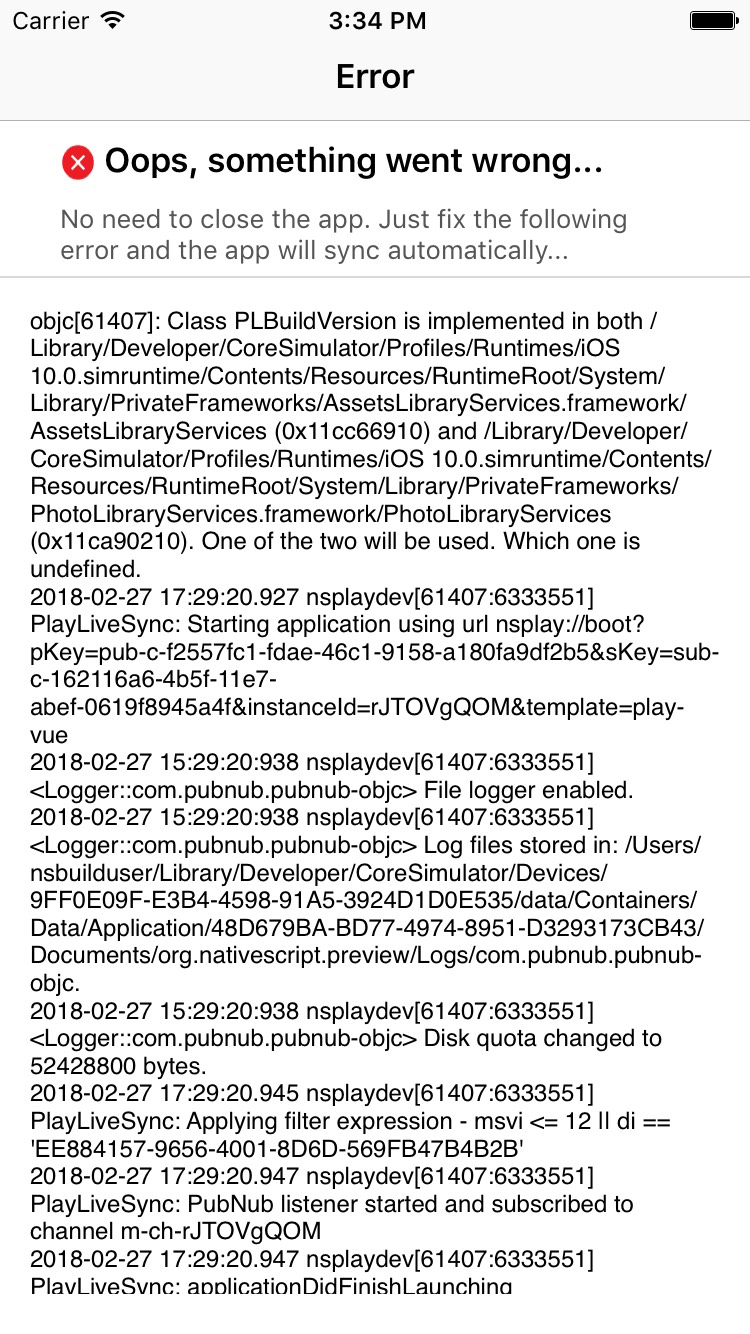 Carrier 3:34 PM
Error
Oops, something went wrong...
No need to close the app. Just fix the following
error and the app will sync automatically...
objc[61407]: Class PLBuildVersion is implemented in both /
Library/Developer/CoreSimulator/Profiles/Runtimes/iOS
10.0.simruntime/Contents/Resources/RuntimeRoot/System/
Library/PrivateFrameworks/AssetsLibraryServices.framework/
AssetsLibraryServices (0x11cc66910) and /Library/Developer/
CoreSimulator/Profiles/Runtimes/iOS 10.0.simruntime/Contents/
Resources/RuntimeRoot/System/Library/PrivateFrameworks/
PhotoLibraryServices.framework/PhotoLibraryServices
(0x11ca90210). One of the two will be used. Which one is
undefined.
2018-02-27 17:29:20.927 nsplaydev[61407:6333551]
PlayLiveSync: Starting application using url nsplay://boot?
pKey=pub-c-f2557fc1-fdae-46c1-9158-a180fa9df2b5&sKey=sub-
c-162116a6-4b5f-11e7-
abef-0619f8945a4f&instanceId=rJTOVgQOM&template=play-
vue
2018-02-27 15:29:20:938 nsplaydev[61407:6333551]
<Logger::com.pubnub.pubnub-objc> File logger enabled.
2018-02-27 15:29:20:938 nsplaydev[61407:6333551]
<Logger::com.pubnub.pubnub-objc> Log files stored in: /Users/
nsbuilduser/Library/Developer/CoreSimulator/Devices/
9FF0E09F-E3B4-4598-91A5-3924D1D0E535/data/Containers/
Data/Application/48D679BA-BD77-4974-8951-D3293173CB43/
Documents/org.nativescript.preview/Logs/com.pubnub.pubnub-
objc.
2018-02-27 15:29:20:938 nsplaydev[61407:6333551]
<Logger::com.pubnub.pubnub-objc> Disk quota changed to
52428800 bytes.
2018-02-27 17:29:20.945 nsplaydev[61407:6333551]
PlayLiveSync: Applying filter expression - msvi <= 12 || di ==
'EE884157-9656-4001-8D6D-569FB47B4B2B'
2018-02-27 17:29:20.947 nsplaydev[61407:6333551]
PlayLiveSync: PubNub listener started and subscribed to
channel m-ch-rJTOVgQOM
2018-02-27 17:29:20.947 nsplaydev[61407:6333551]
PlayLiveSync: applicationDidFinishLaunching